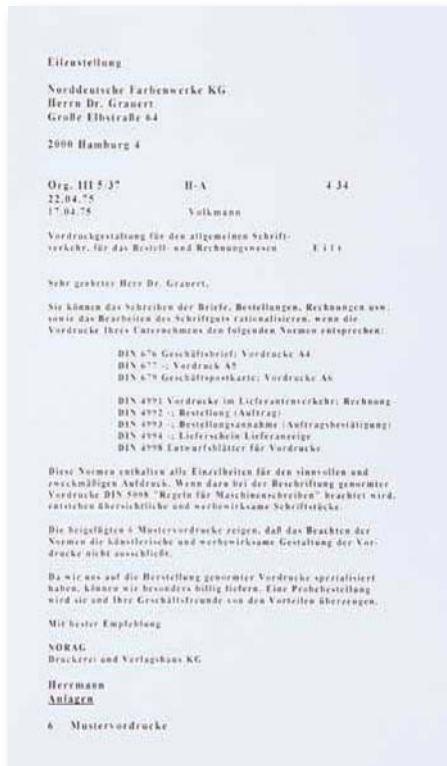 Eilzustellung
Norddeutsche Farbenwerke KG
Herrn Dr. Grauert
Große Elbstraße 64
2000 Hamburg 4
Org. III 5/37 H-A 4 34
22.04.75
17.04.75 Volkmann
Vordruckgestaltung für den allgemeinen Schrift-
verkehr, für das Bestell- und Rechnungswesen E i l t
Sehr geehrter Herr Dr. Grauert,
Sie können das Schreiben der Briefe, Bestellungen, Rechnungen usw.
sowie das Bearbeiten des Schriftguts rationalisieren, wenn die
Vordrucke Ihres Unternehmens den folgenden Normen entsprechen:
DIN 676 Geschäftsbrief; Vordrucke A4
DIN 677 -; Vordruck A5
DIN 679 Geschäftspostkarte; Vordrucke A6
DIN 4991 Vordrucke im Lieferantenverkehr; Rechnung
DIN 4992 -; Bestellung (Auftrag)
DIN 4993 -; Bestellungsannahme (Auftragsbestätigung)
DIN 4994 -; Lieferschein Lieferanzeige
DIN 4998 Entwurfsblätter für Vordrucke
Diese Normen enthalten alle Einzelheiten für den sinnvollen und
zweckmäßigen Aufdruck. Wenn dazu bei der Beschriftung genormter
Vordrucke DIN 5008 "Regeln für Maschinenschreiben" beachtet wird,
entstehen übersichtliche und werbewirksame Schriftstücke.
Die beigefügten 6 Mustervordrucke zeigen, daß das Beachten der
Normen die künstlerische und werbewirksame Gestaltung der Vor-
drucke nicht ausschließt.
Da wir uns auf die Herstellung genormter Vordrucke spezialisiert
haben, können wir besonders billig liefern. Eine Probebestellung
wird sie und Ihre Geschäftsfreunde von den Vorteilen überzeugen.
Mit bester Empfehlung
NORAG
Druckerei und Verlagshaus KG
Herrmann
Anlagen
6 Mustervordrucke